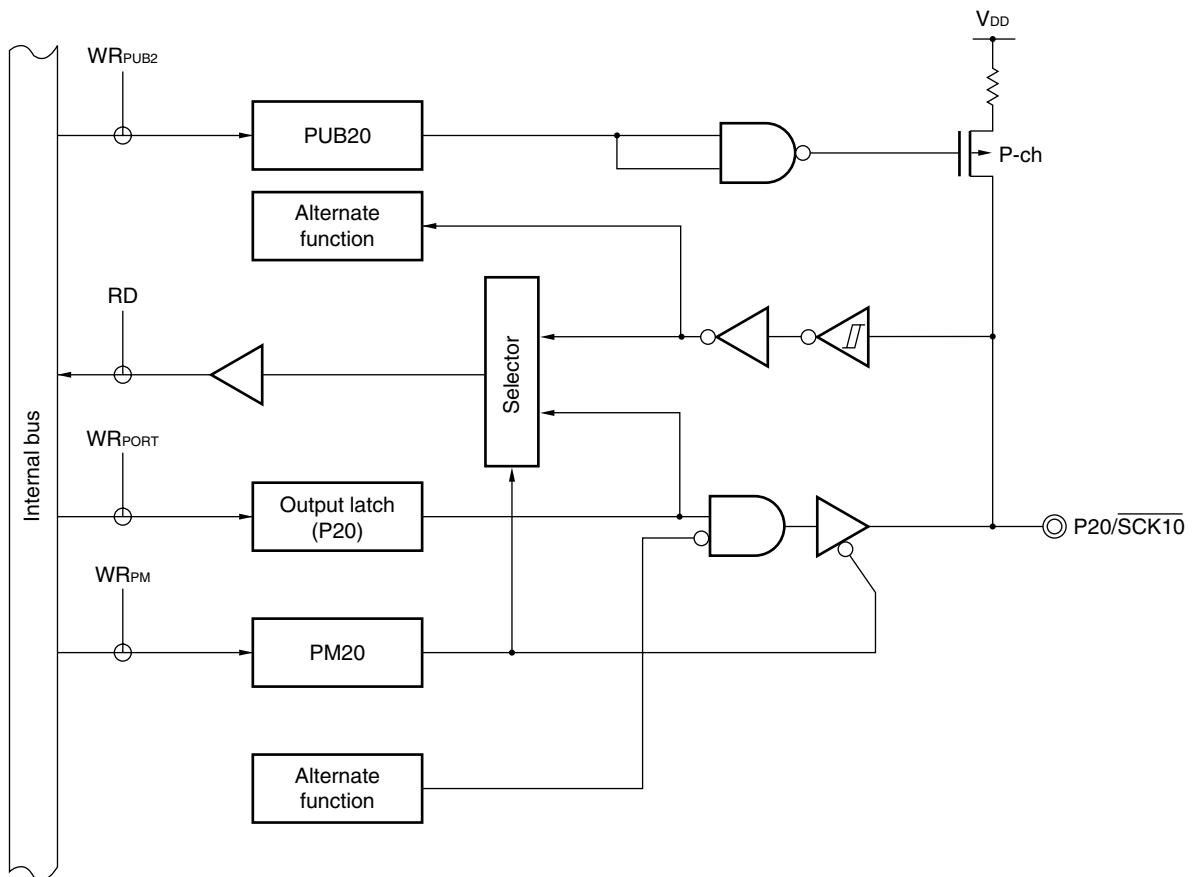 VDD
WRPUB2
PUB20
P-ch
Alternate
function
RD
Selector
Internal bus
WRPORT
Output latch
(P20)
P20/SCK10
WRPM
PM20
Alternate
function